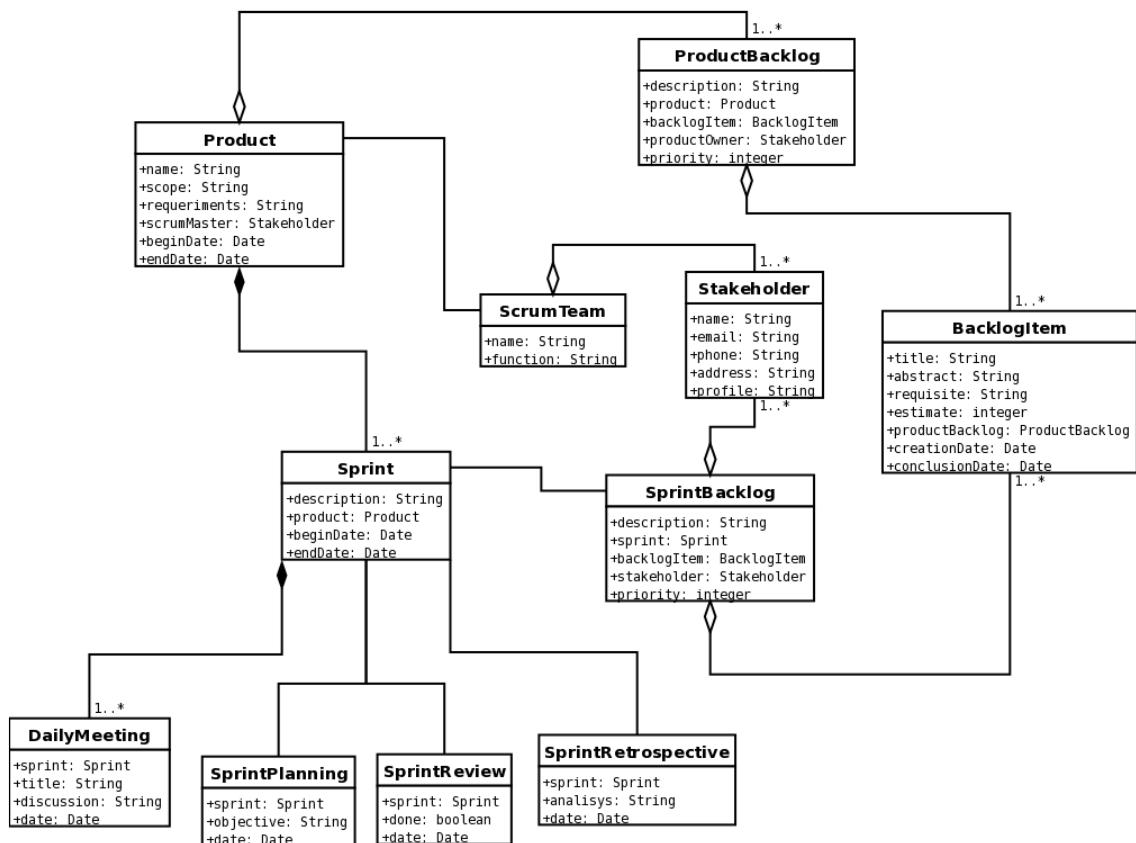 1..*
ProductBacklog
+description: String
+product: Product
+backlogItem: BacklogItem
+productOwner: Stakeholder
+priority: integer
Product
+name: String
+scope: String
+requeriments: String
+scrumMaster: Stakeholder
+beginDate: Date
+endDate: Date
1..*
Stakeholder
+name: String
+email: String
+phone: String
+address: String
+profile: String
1..*
ScrumTeam
+name: String
+function: String
1..*
BacklogItem
+title: String
+abstract: String
+requisite: String
+estimate: integer
+productBacklog: ProductBacklog
+creationDate: Date
+conclusionDate: Date
1..*
1..*
Sprint
+description: String
+product: Product
+beginDate: Date
+endDate: Date
SprintBacklog
+description: String
+sprint: Sprint
+backlogItem: BacklogItem
+stakeholder: Stakeholder
+priority: integer
1..*
DailyMeeting
+sprint: Sprint
+title: String
+discussion: String
+date: Date
SprintPlanning
+sprint: Sprint
+objective: String
+date: Date
SprintReview
+sprint: Sprint
+done: boolean
+date: Date
SprintRetrospective
+sprint: Sprint
+analisys: String
+date: Date